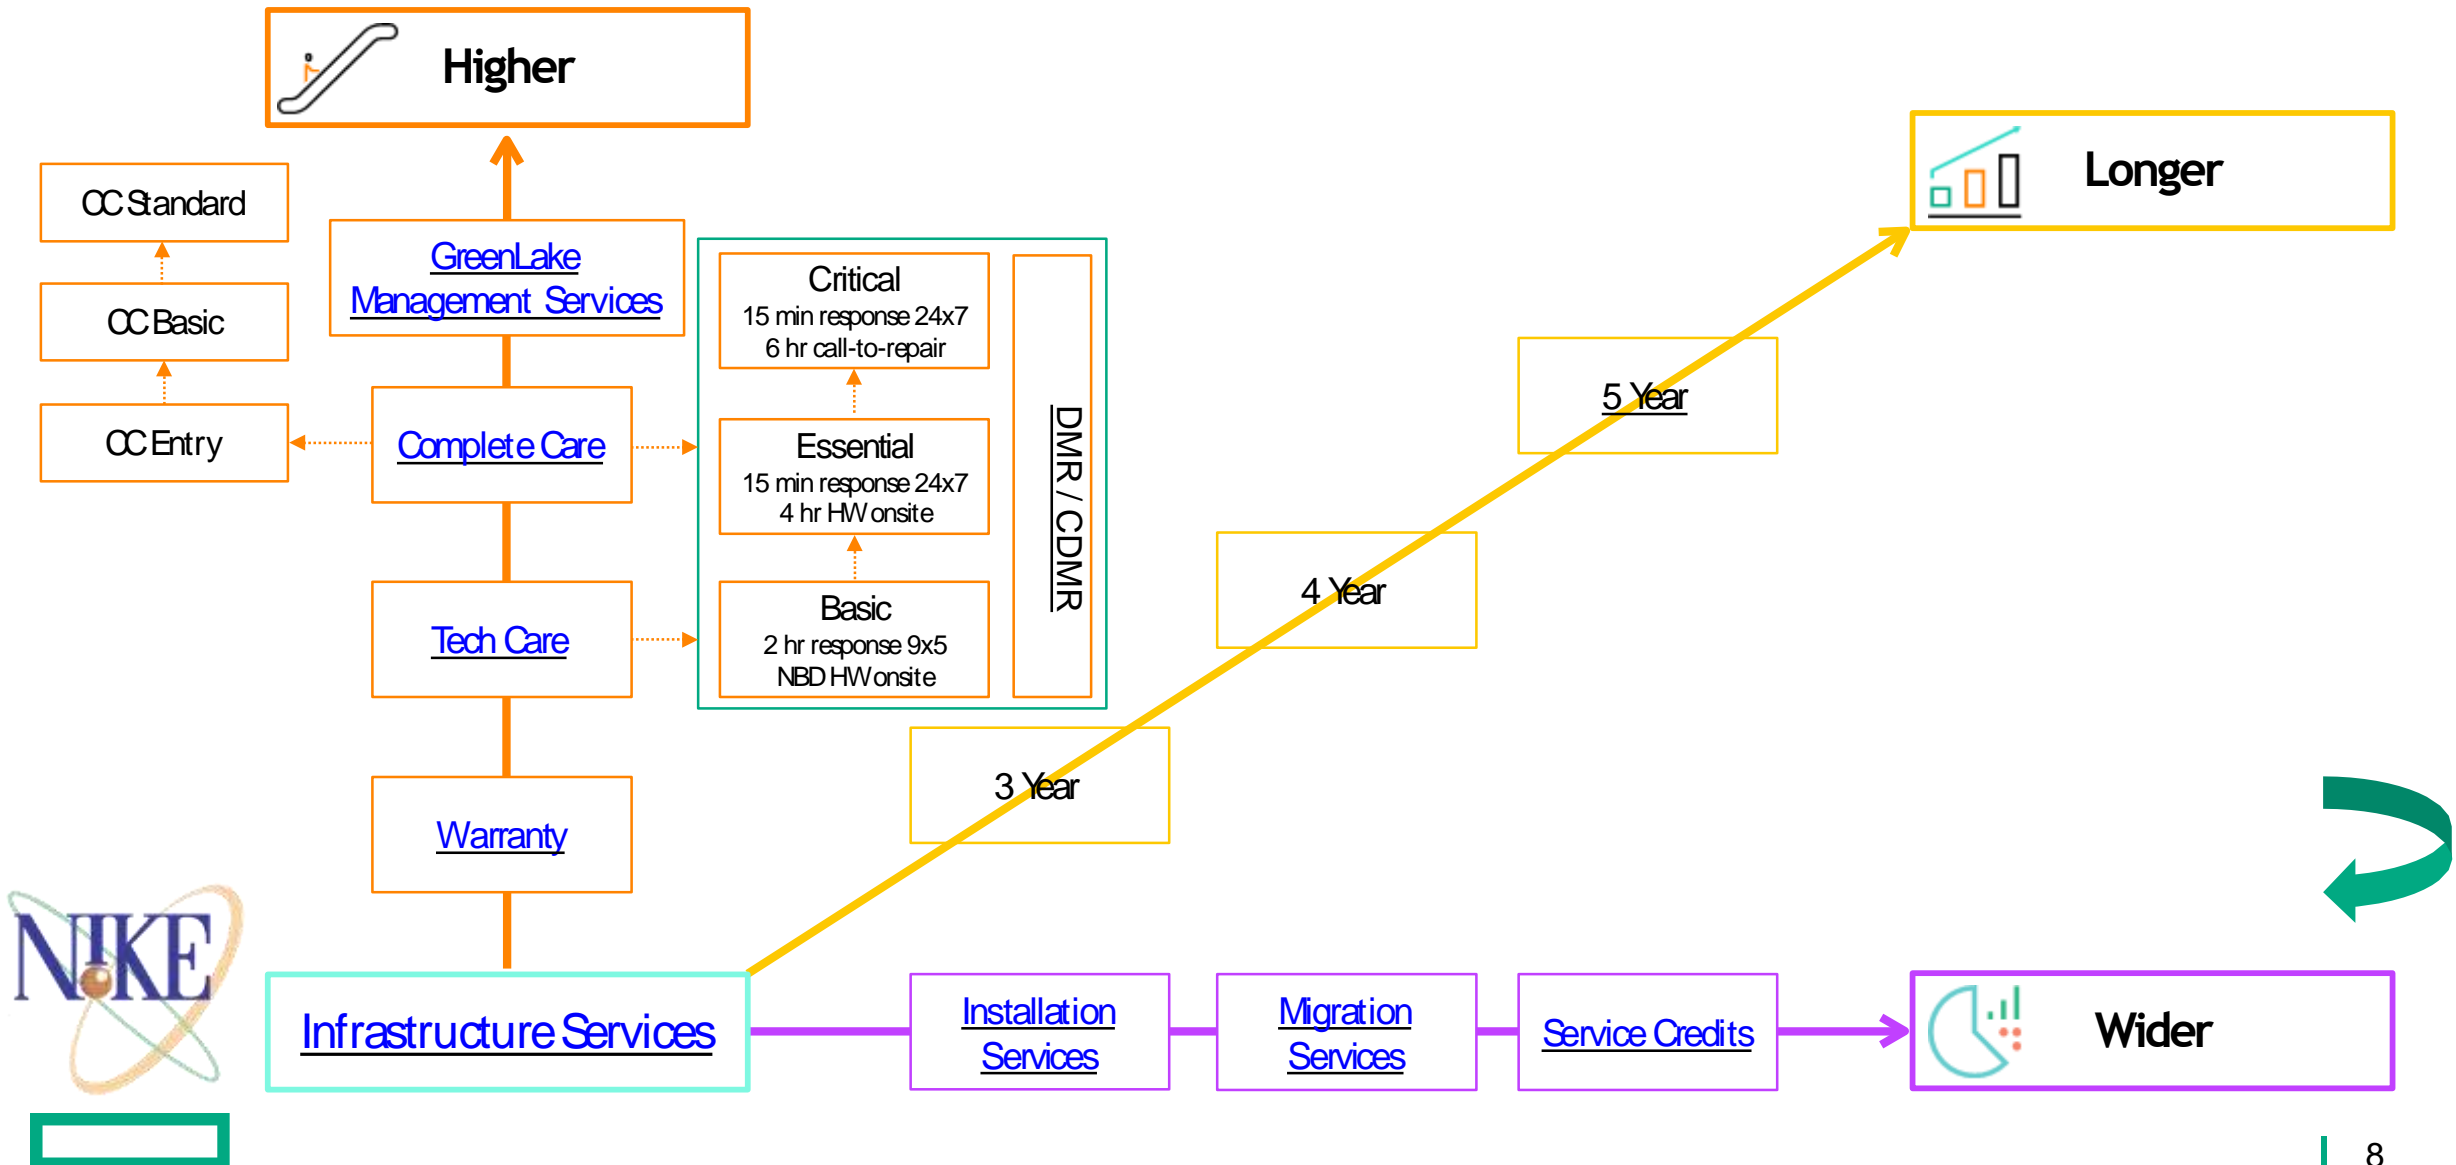 Higher
Longer
CC Standard
CC Basic
CC Entry
GreenLake
Management Services
Complete Care
Tech Care
Warranty
Critical
15 min response 24x7
6 hr call-to-repair
Essential
15 min response 24x7
4 hr HW onsite
Basic
2 hr response 9x5
NBD HW onsite
DMR / CDMR
5 Year
4 Year
3 Year
NIKE
Infrastructure Services
Installation
Services
Migration
Services
Service Credits
Wider
8